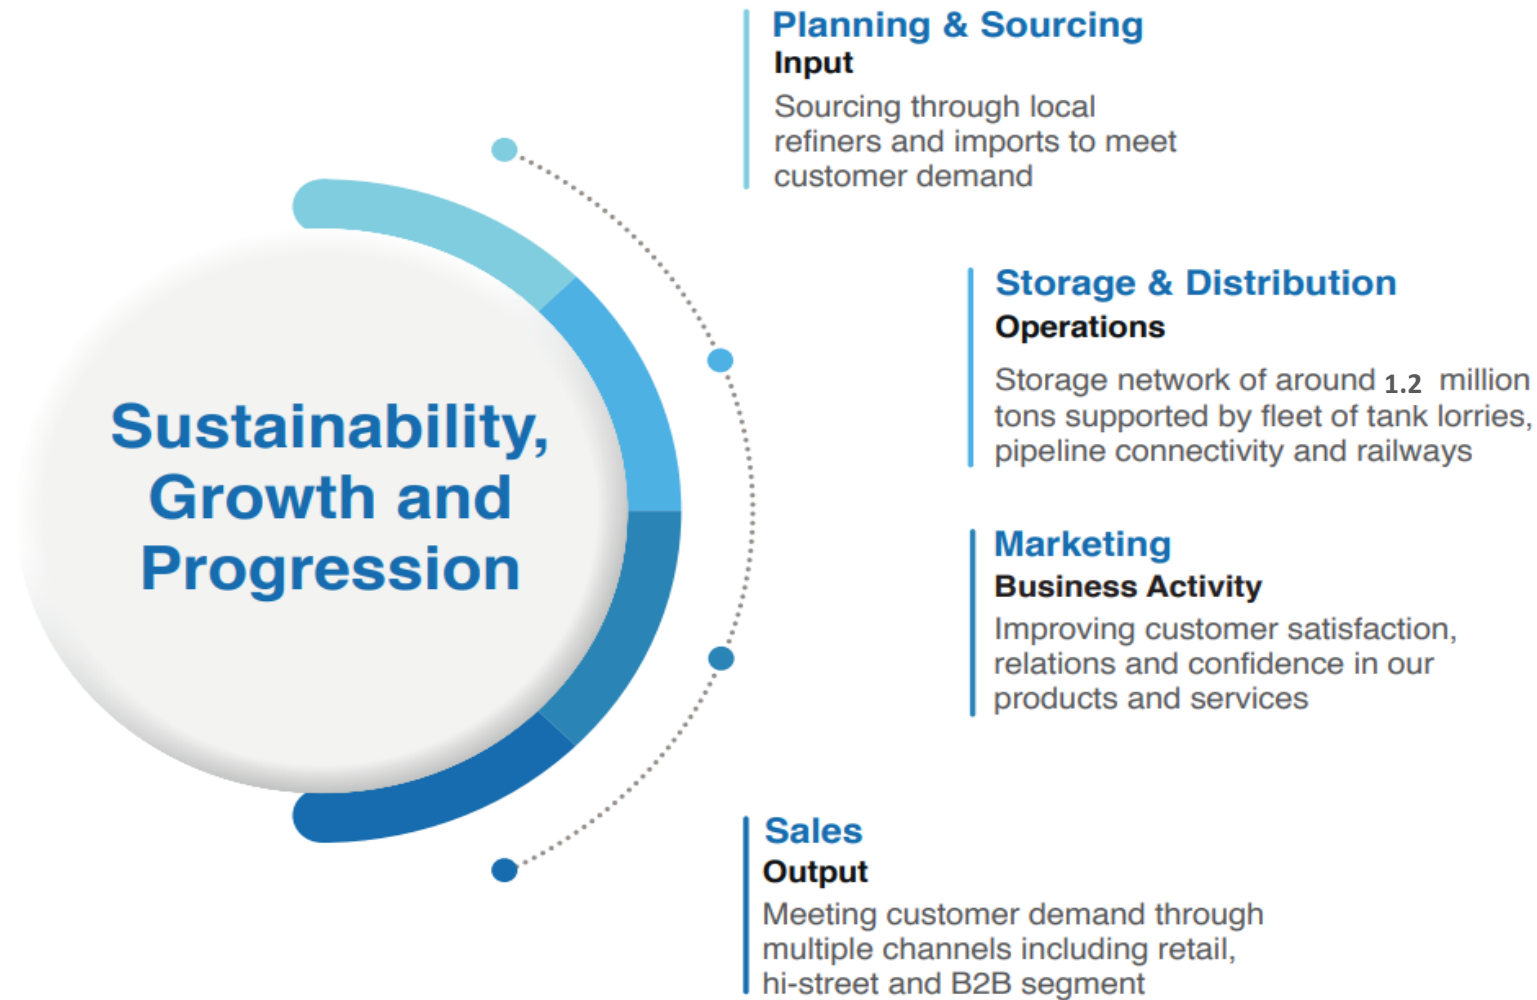 Planning & Sourcing
Input
Sourcing through local
refiners and imports to meet
customer demand
Storage & Distribution
Operations
Storage network of around 1.2 million
tons supported by fleet of tank lorries,
pipeline connectivity and railways
Sustainability,
Growth and
Progression
Marketing
Business Activity
Improving customer satisfaction,
relations and confidence in our
products and services
Sales
Output
Meeting customer demand through
multiple channels including retail,
hi-street and B2B segment